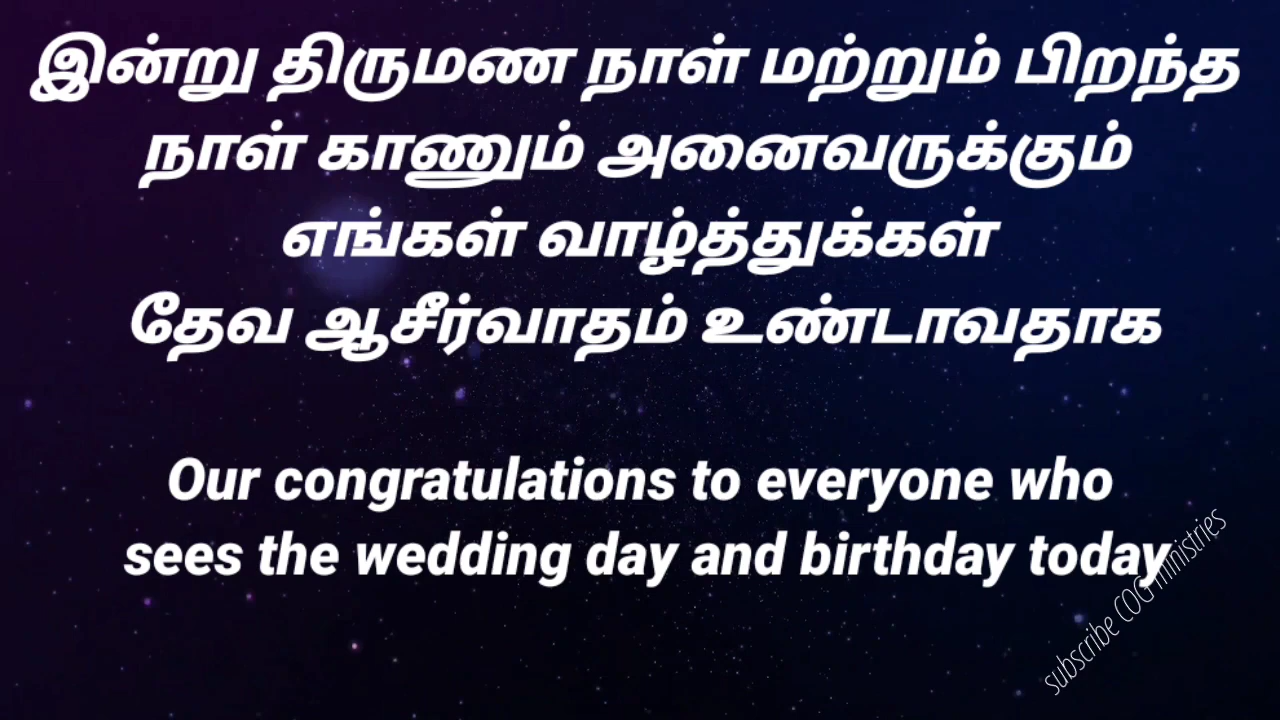 இன்று திருமண நாள் மற்றும் பிறந்த
நாள் காணும் அனைவருக்கும்
எங்கள் வாழ்த்துக்கள்
தேவ ஆசீர்வாதம் உண்டாவதாக
Our congratulations to everyone who
sees the wedding day and birthday today
subscribe COG ministries